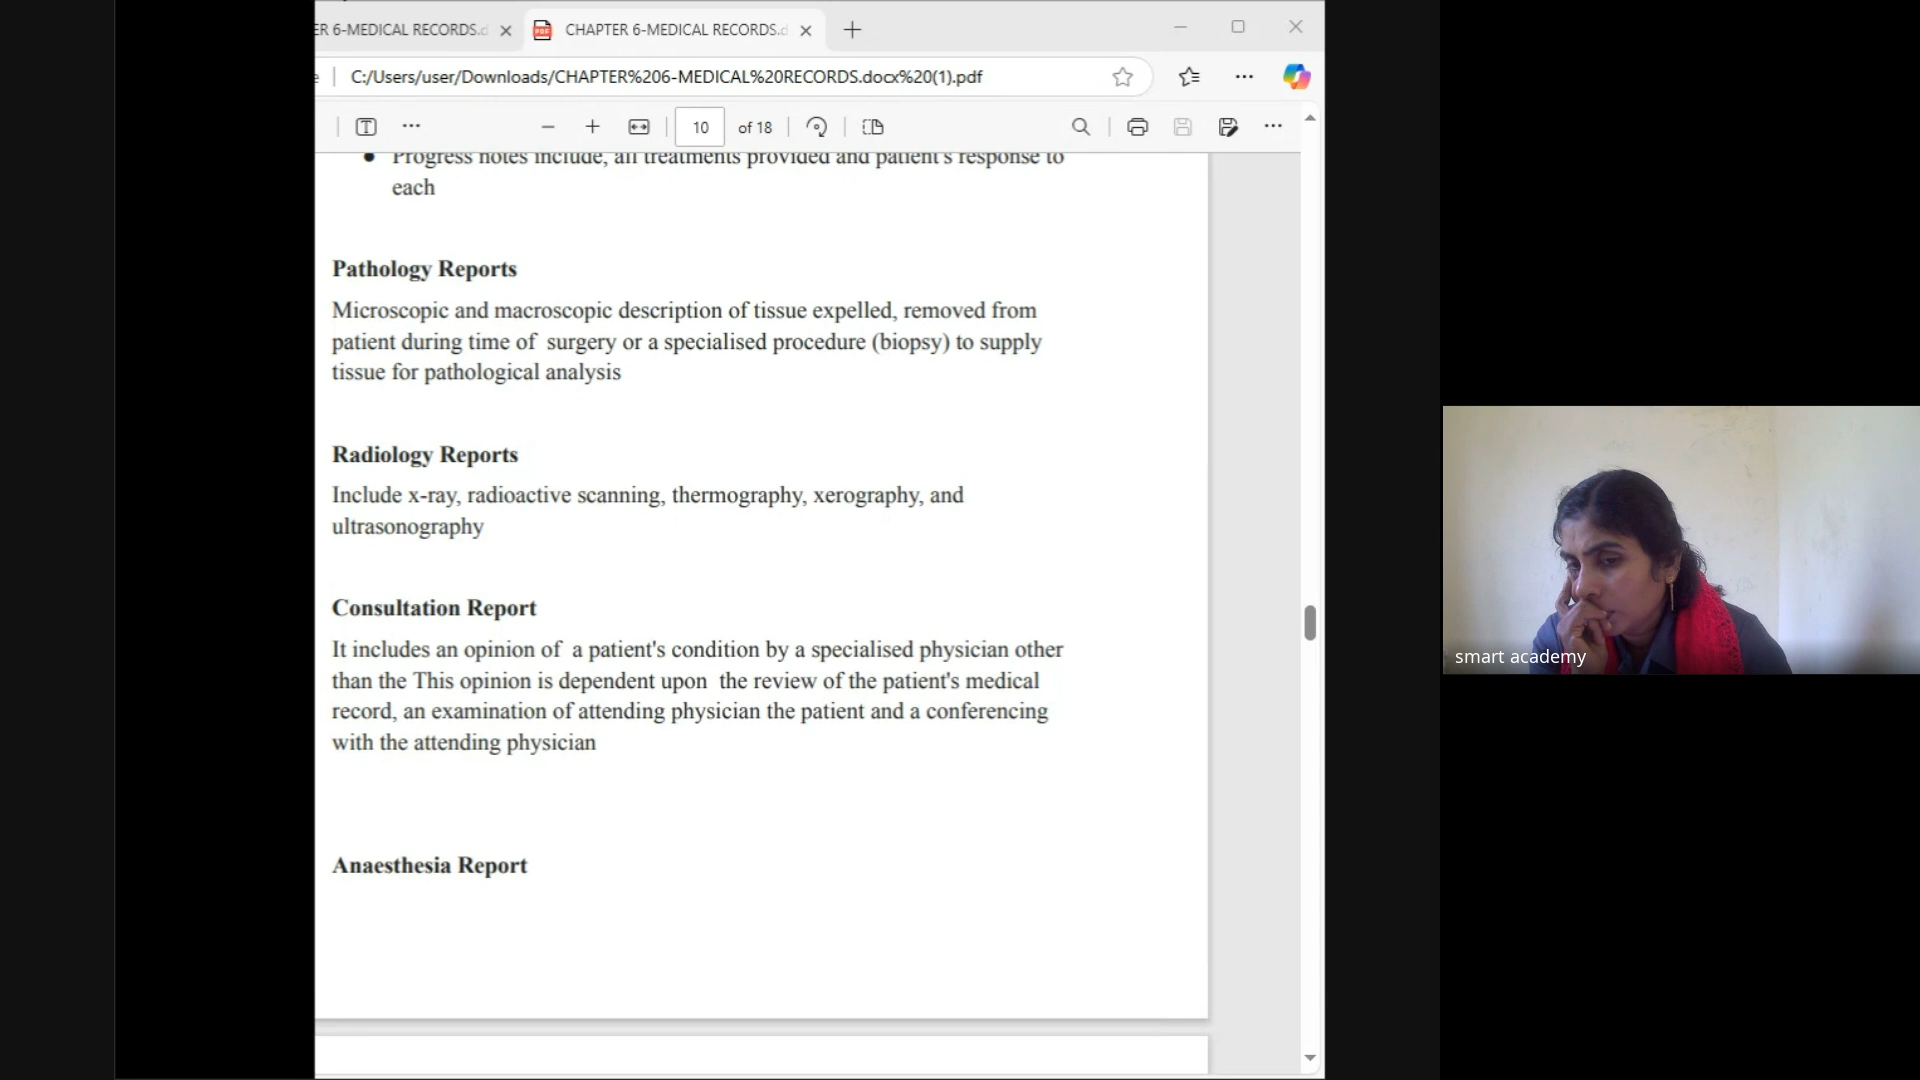 ER 6-MEDICAL RECORDS.d
CHAPTER 6-MEDICAL RECORDS.d
C:/Users/user/Downloads/CHAPTER%206-MEDICAL%20RECORDS.docx%20(1).pdf
10 of 18
● Progress notes include, all treatments provided and patient's response to
each
Pathology Reports
Microscopic and macroscopic description of tissue expelled, removed from
patient during time of surgery or a specialised procedure (biopsy) to supply
tissue for pathological analysis
Radiology Reports
Include x-ray, radioactive scanning, thermography, xerography, and
ultrasonography
Consultation Report
It includes an opinion of a patient's condition by a specialised physician other
than the This opinion is dependent upon the review of the patient's medical
record, an examination of attending physician the patient and a conferencing
with the attending physician
Anaesthesia Report
smart academy